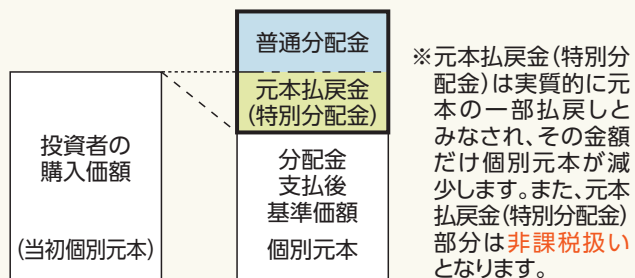 普通分配金
元本払戻金
(特別分配金)
投資者の
購入価額
(当初個別元本)
分配金
支払後
基準価額
個別元本
※元本払戻金(特別分
配金)は実質的に元
本の一部払戻しと
みなされ、その金額
だけ個別元本が減
少します。また、元本
払戻金(特別分配金)
部分は非課税扱い
となります。